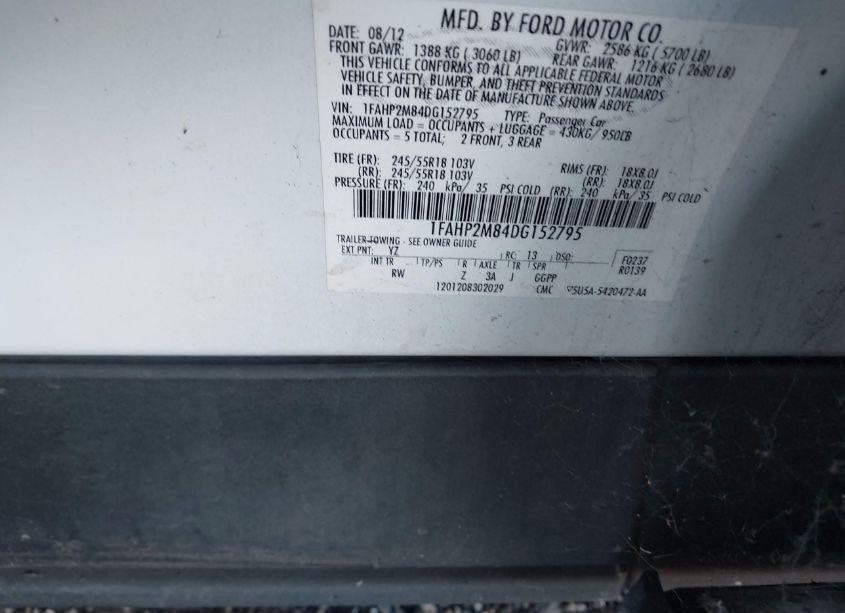 MFD. BY FORD MOTOR CO.
DATE: 08/12 GVWR: 2586 KG ( 5700 LB)
FRONT GAWR: 1388 KG ( 3060 LB) REAR GAWR: 1216 KG ( 2680 LB)
THIS VEHICLE CONFORMS TO ALL APPLICABLE FEDERAL MOTOR
VEHICLE SAFETY, BUMPER, AND THEFT PREVENTION STANDARDS
IN EFFECT ON THE DATE OF MANUFACTURE SHOWN ABOVE.
VIN: 1FAHP2M84DG152795 TYPE: Passenger Car
MAXIMUM LOAD = OCCUPANTS + LUGGAGE = 430KG/ 950LB
OCCUPANTS = 5 TOTAL; 2 FRONT, 3 REAR
TIRE (FR): 245/55R18 103V RIMS (FR): 18X8.0J
(RR): 245/55R18 103V (RR): 18X8.0J
PRESSURE (FR): 240 kPa/ 35 PSI COLD (RR): 240 kPa/ 35 PSI COLD
1FAHP2M84DG152795
TRAILER TOWING - SEE OWNER GUIDE
EXT PNT: YZ RC: 13 DSO: F0237
INT TR TP/PS R AXLE TR SPR R0139
RW Z 3A J GGPP
1201208302029 CMC 5U5A-5420472-AA